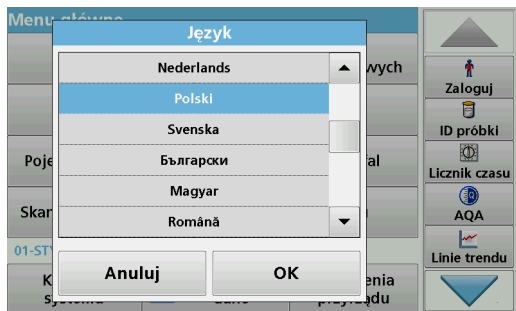 Menu główne
Język
Nederlands
Polski
Svenska
Български
Magyar
Română
Anuluj
OK
Zaloguj
ID próbki
Licznik czasu
AQA
Linie trendu